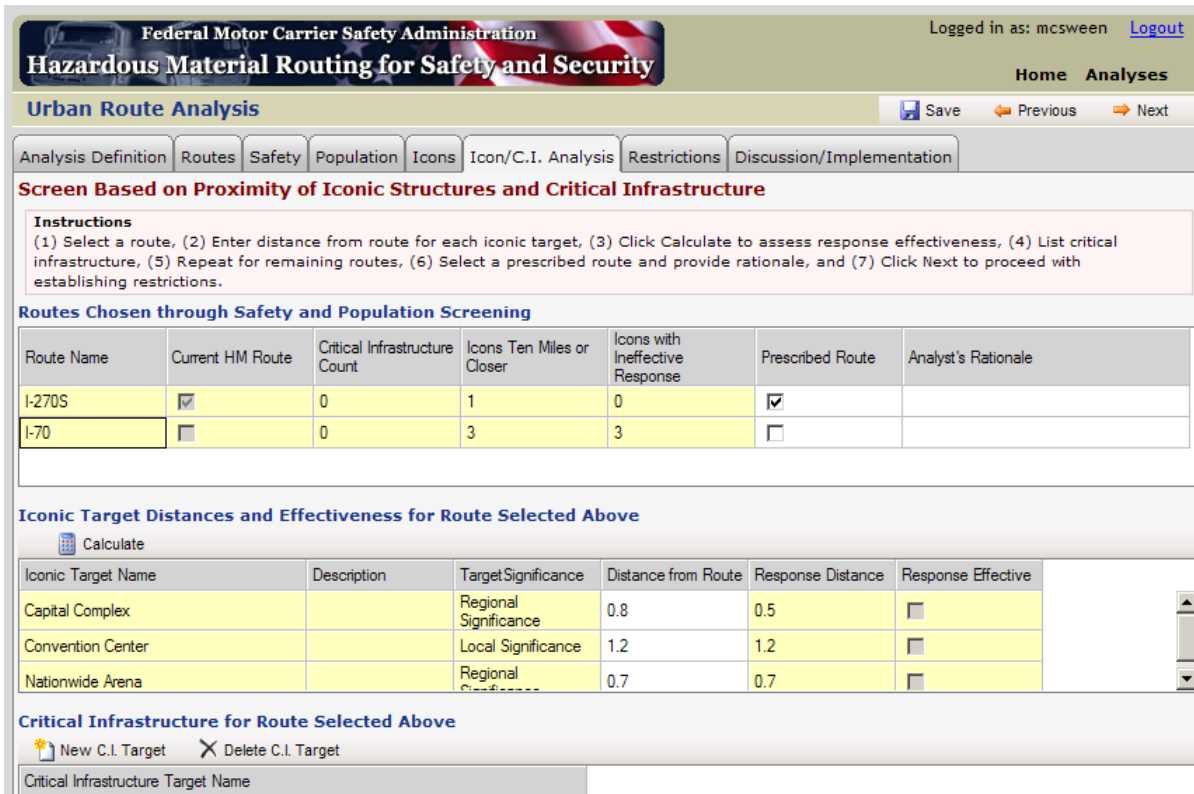 Federal Motor Carrier Safety Administration
Hazardous Material Routing for Safety and Security
Logged in as: mcsween Logout
Home Analyses
Urban Route Analysis
Save Previous Next
Analysis Definition Routes Safety Population Icons Icon/C.I. Analysis Restrictions Discussion/Implementation
Screen Based on Proximity of Iconic Structures and Critical Infrastructure
Instructions
(1) Select a route, (2) Enter distance from route for each iconic target, (3) Click Calculate to assess response effectiveness, (4) List critical
infrastructure, (5) Repeat for remaining routes, (6) Select a prescribed route and provide rationale, and (7) Click Next to proceed with
establishing restrictions.
Routes Chosen through Safety and Population Screening
Route Name Current HM Route Critical Infrastructure Count Icons Ten Miles or Closer Icons with Ineffective Response Prescribed Route Analyst's Rationale
I-270S 0 1 0
I-70 0 3 3
Iconic Target Distances and Effectiveness for Route Selected Above
Calculate
Iconic Target Name Description TargetSignificance Distance from Route Response Distance Response Effective
Capital Complex Regional Significance 0.8 0.5
Convention Center Local Significance 1.2 1.2
Nationwide Arena Regional Significance 0.7 0.7
Critical Infrastructure for Route Selected Above
New C.I. Target Delete C.I. Target
Critical Infrastructure Target Name